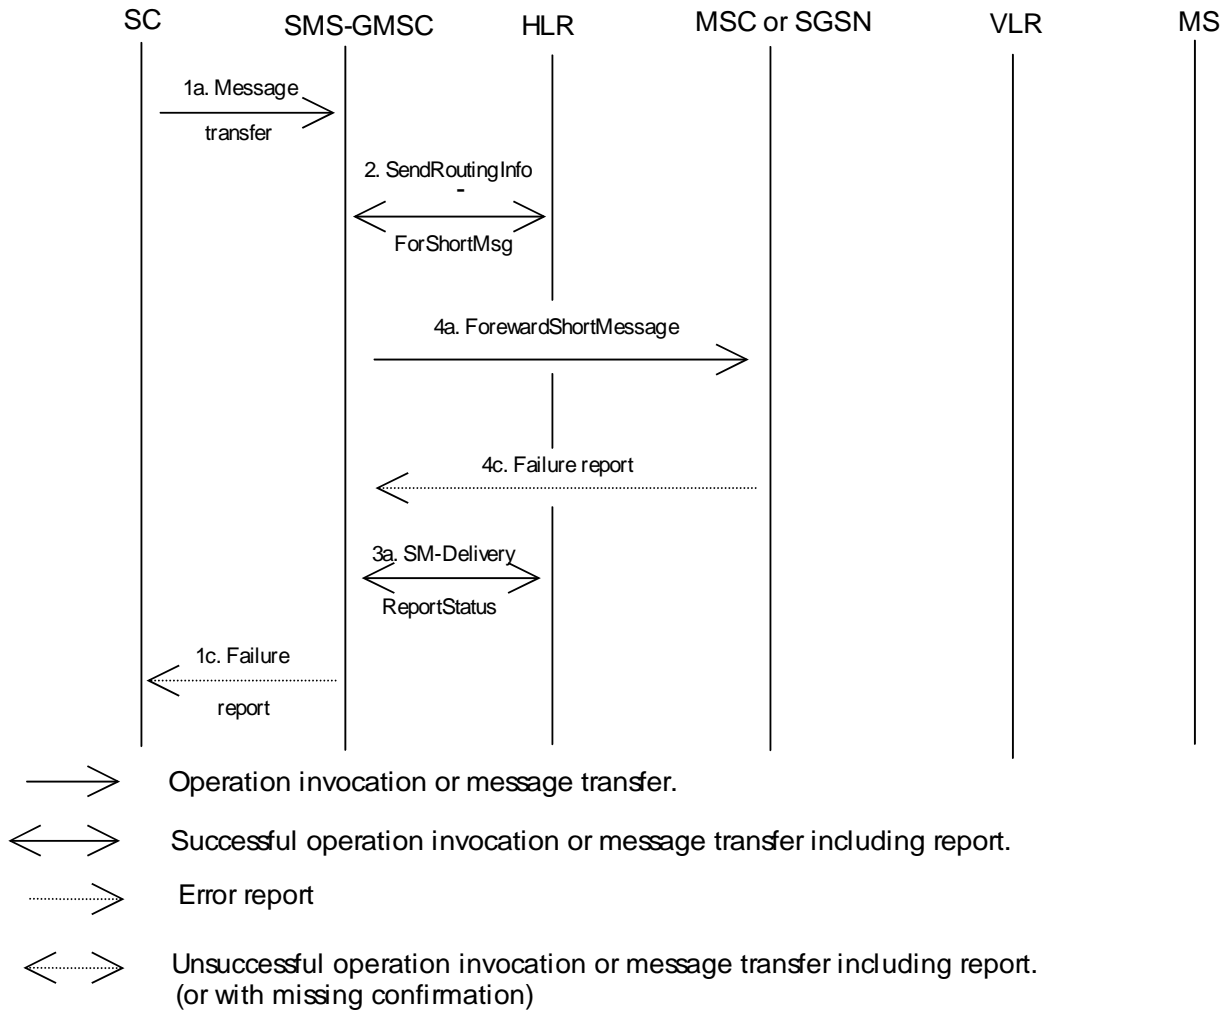 SC
SMS-GMSC
HLR
MSC or SGSN
VLR
MS
1a. Message
transfer
2. SendRoutingInfo
-
ForShortMsg
4a. ForewardShortMessage
4c. Failure report
3a. SM-Delivery
ReportStatus
1c. Failure
report
Operation invocation or message transfer.
Successful operation invocation or message transfer including report.
Error report
Unsuccessful operation invocation or message transfer including report.
(or with missing confirmation)